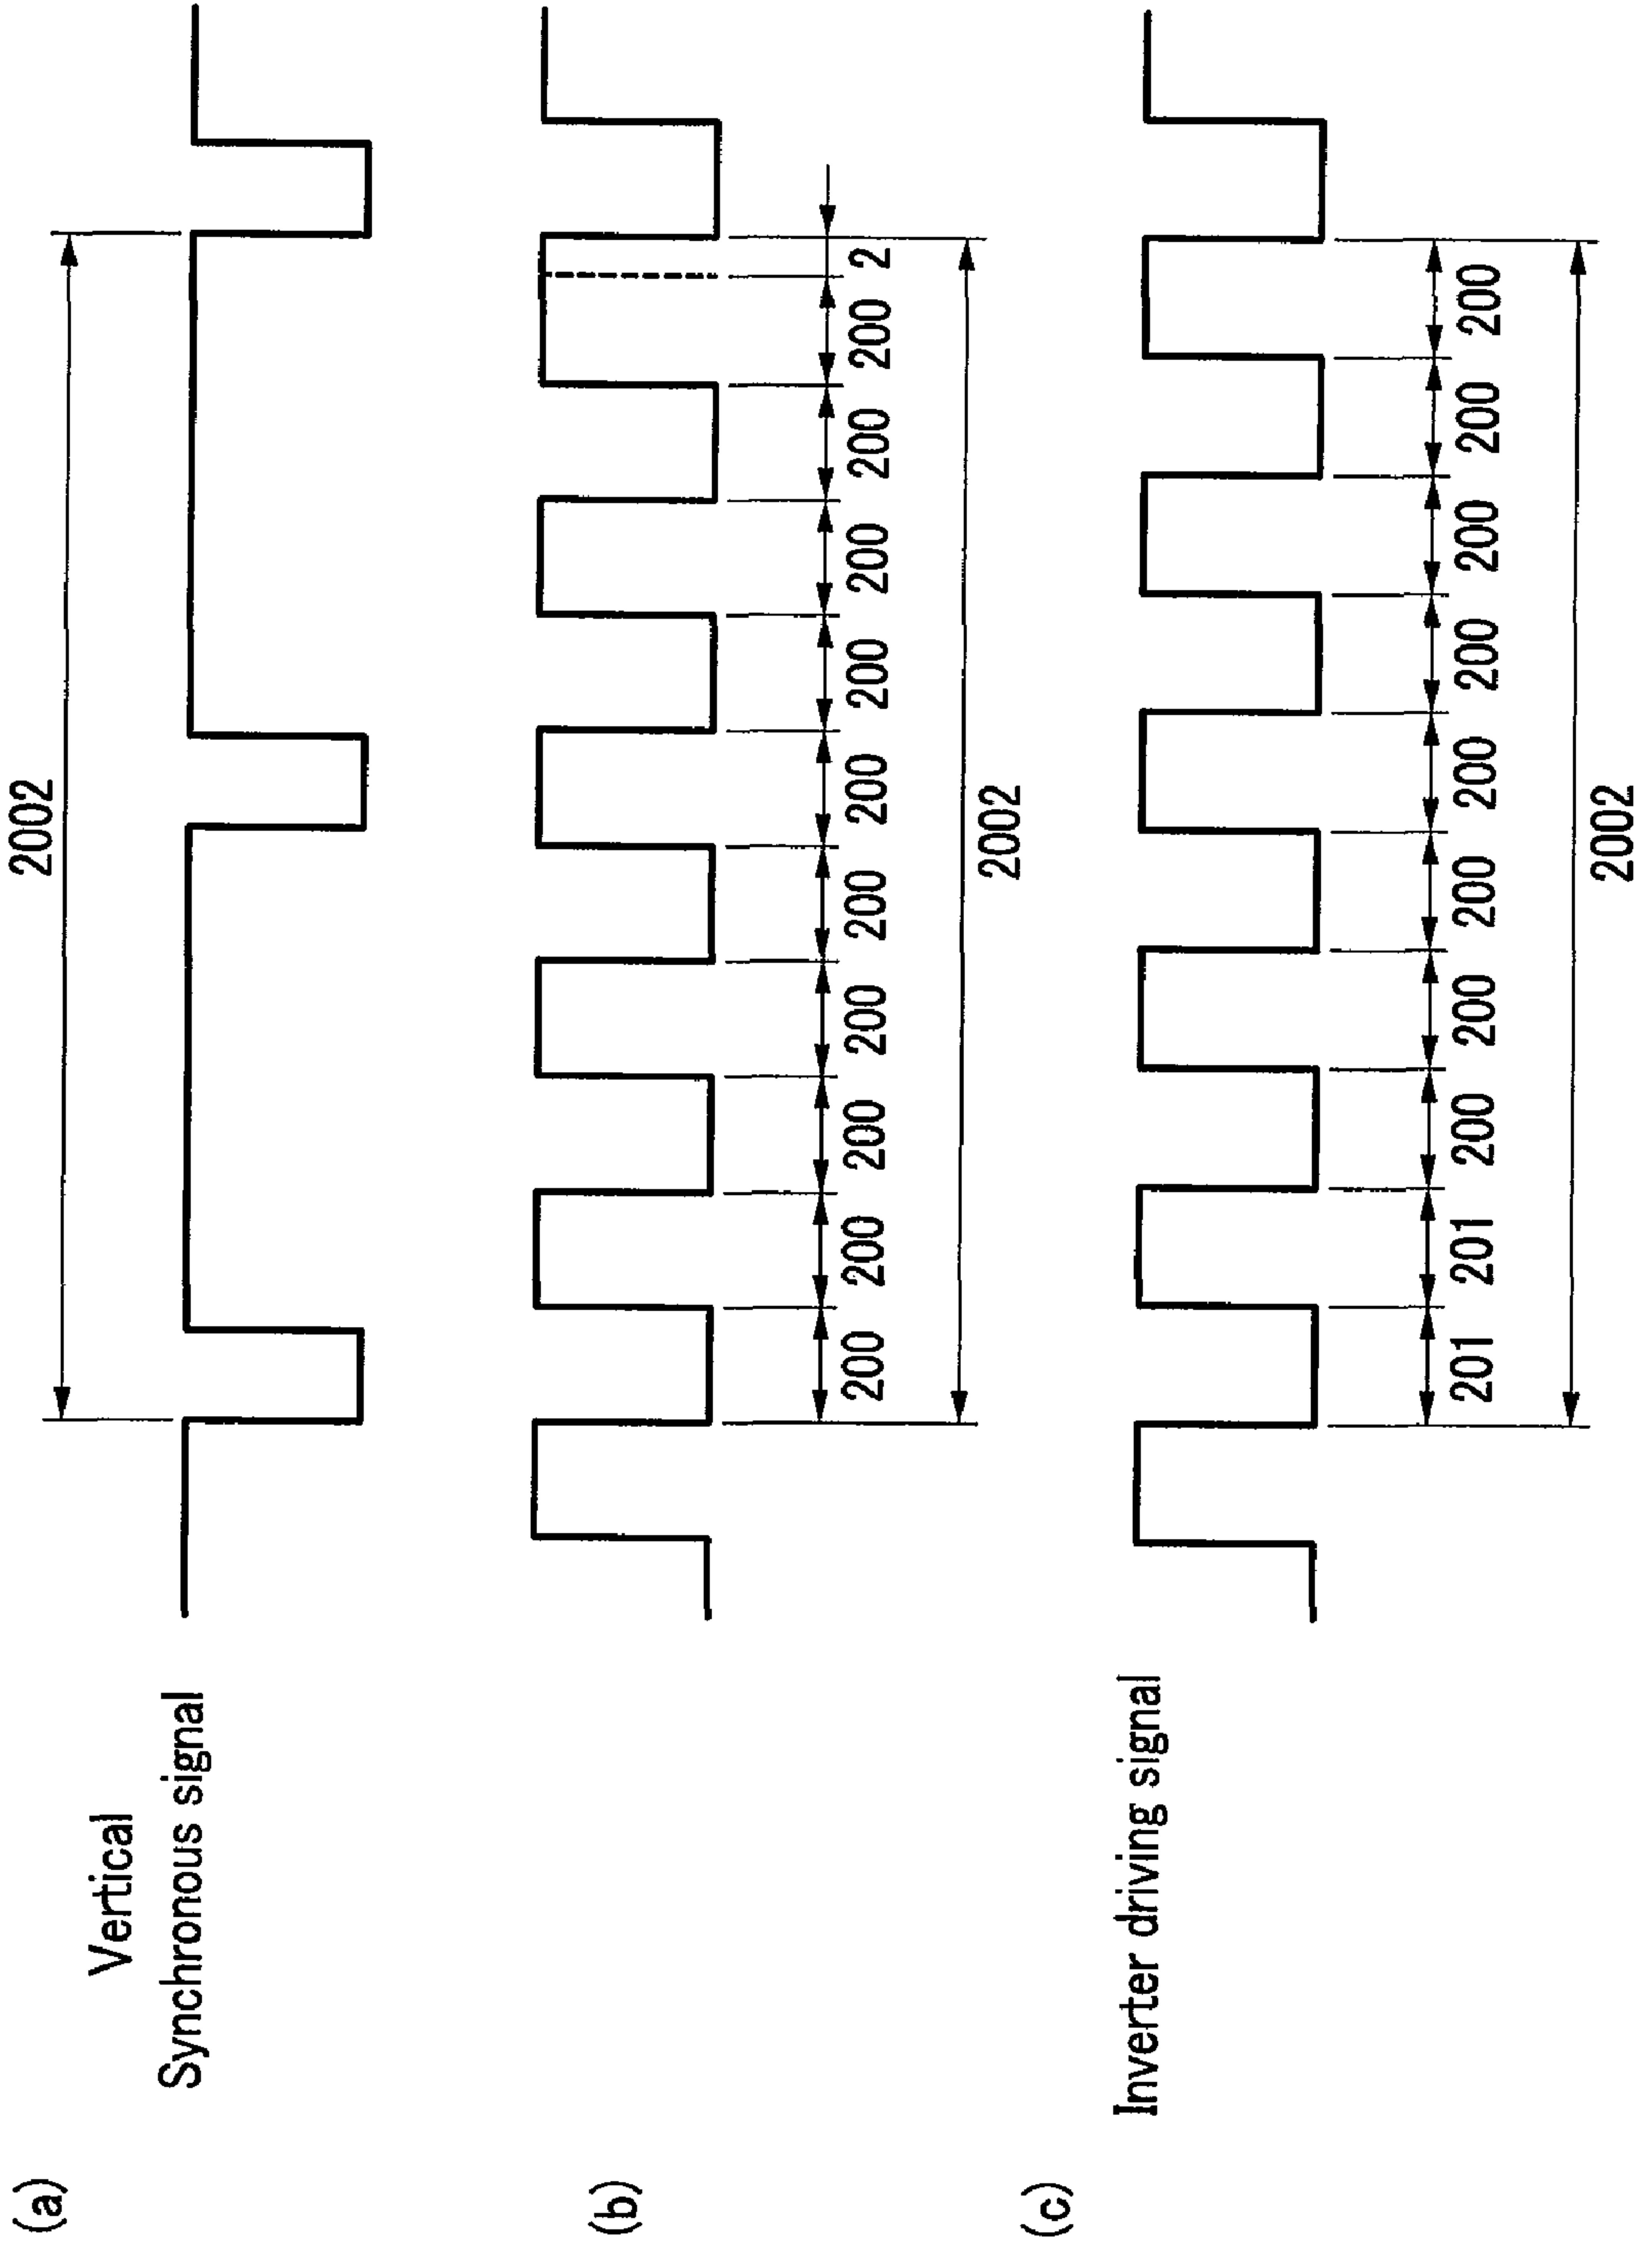 (a)
2002
Vertical
Synchronous signal
(b)
200 200 200 200 200 200 200 200 200 200 2
2002
(c)
Inverter driving signal
201 201 200 200 200 200 200 200 200 200
2002